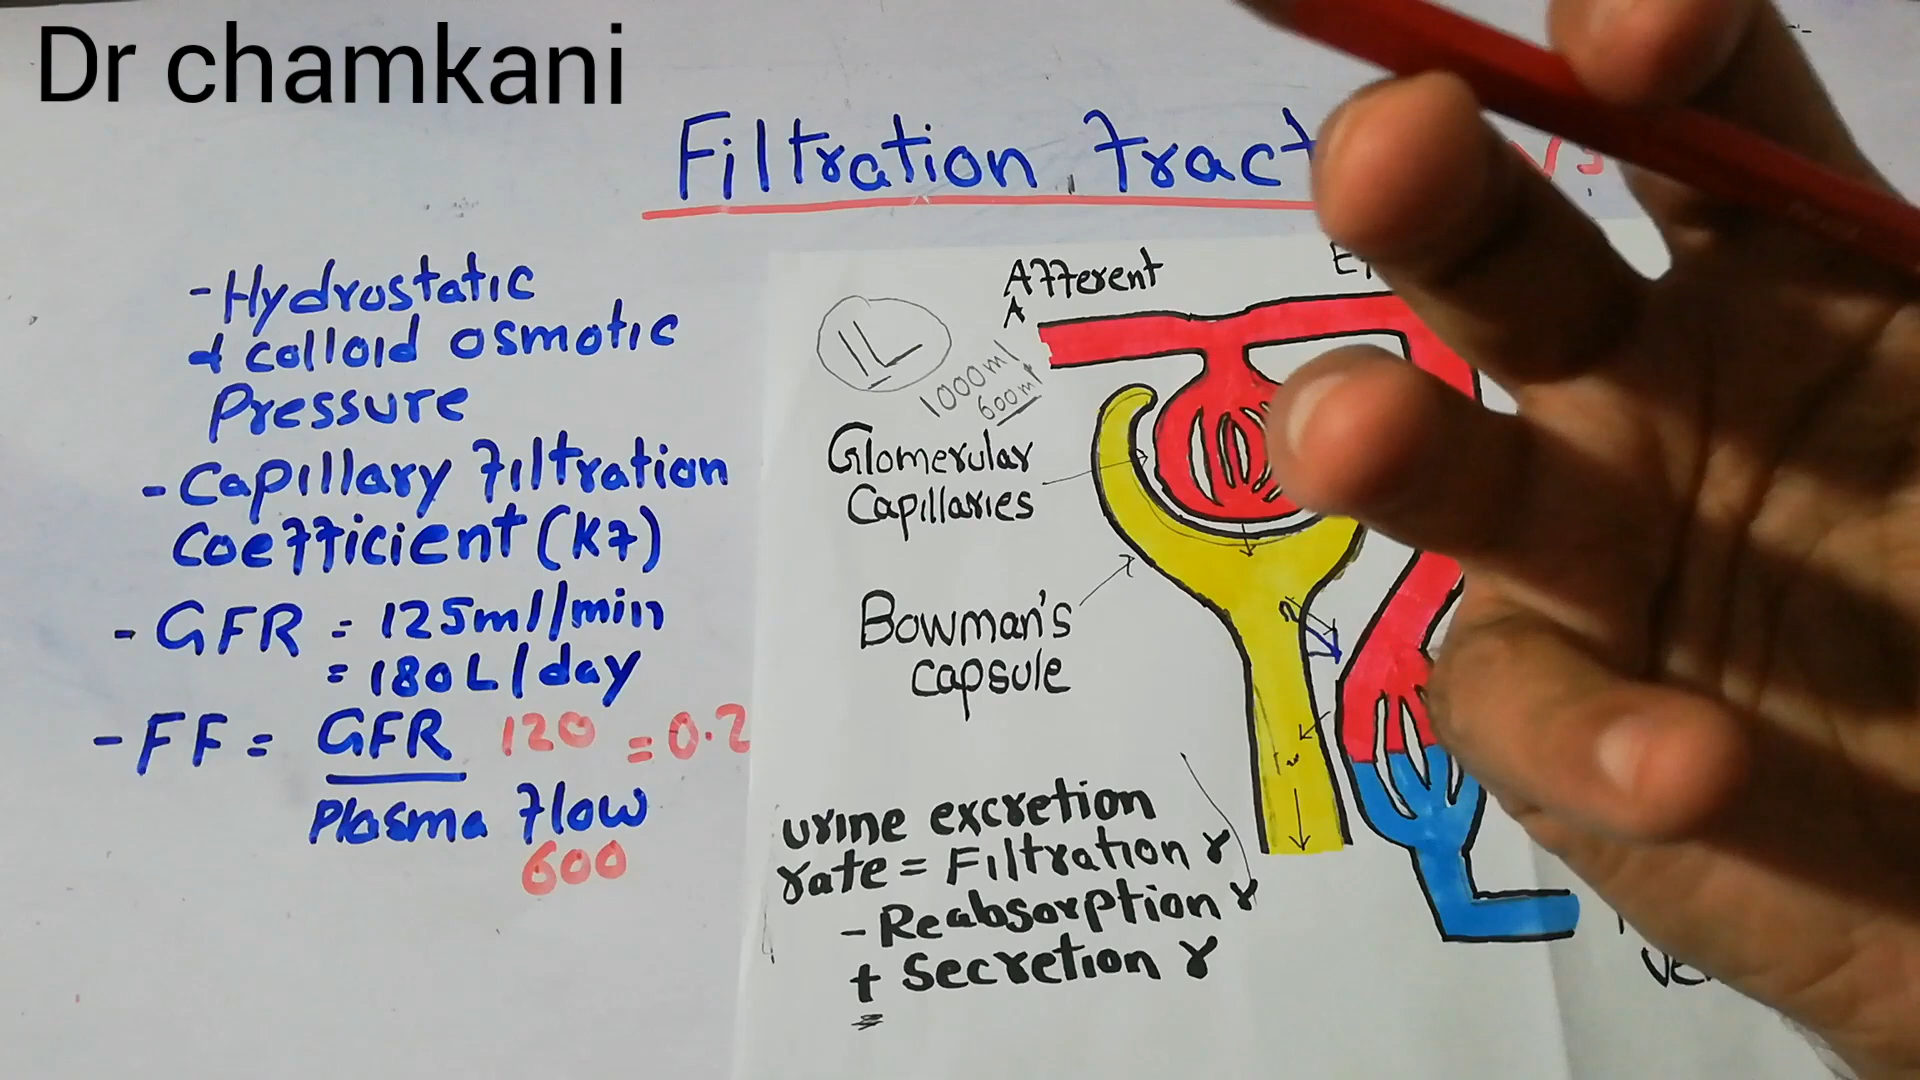 Dr chamkani
Filtration tract
- Hydrostatic
& colloid osmotic
Pressure
- Capillary filtration
coefficient (Kf)
- GFR = 125ml/min
= 180L/day
- FF = GFR 120 = 0.2
Plasma flow
600
Afferent
A
1L
1000ml
600ml
Glomerular
Capillaries
Bowman's
capsule
urine excretion
rate = Filtration r
- Reabsorption r
+ Secretion r
=